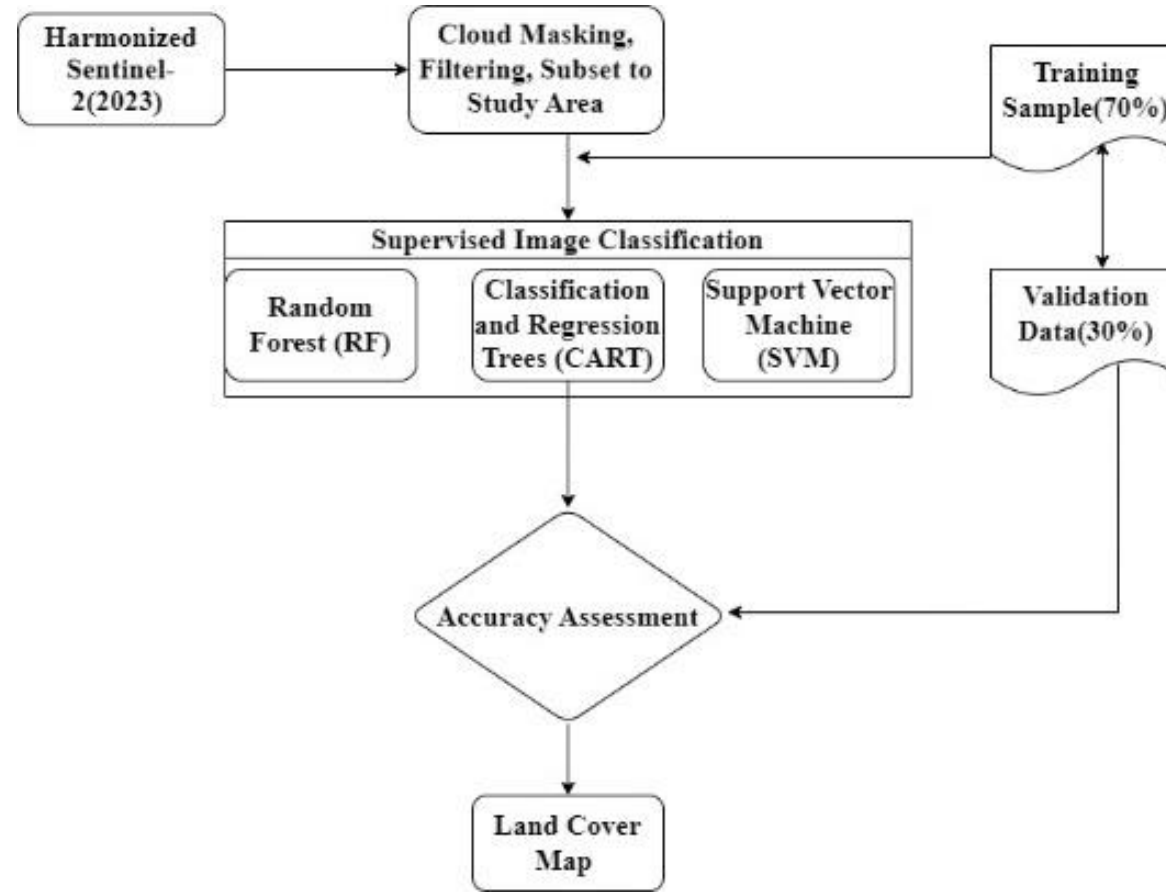 Harmonized
Sentinel-
2(2023)
Cloud Masking,
Filtering, Subset to
Study Area
Training
Sample(70%)
Supervised Image Classification
Random
Forest (RF)
Classification
and Regression
Trees (CART)
Support Vector
Machine
(SVM)
Validation
Data(30%)
Accuracy Assessment
Land Cover
Map